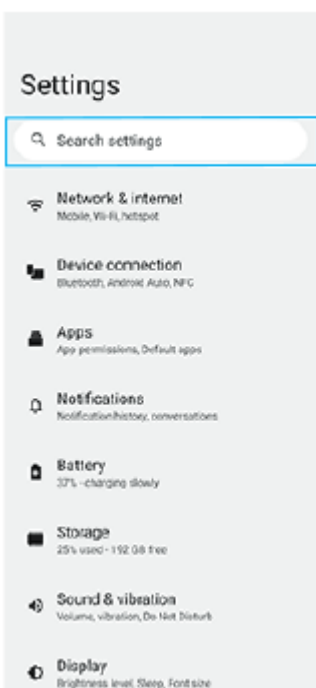 Settings
Search settings
Network & internet
Mobile, Wi-Fi, hotspot
Device connection
Bluetooth, Android Auto, NFC
Apps
App permissions, Default apps
Notifications
Notification history, conversations
Battery
37% - charging slowly
Storage
25% used - 192 GB free
Sound & vibration
Volume, vibration, Do Not Disturb
Display
Brightness level, Sleep, Font size